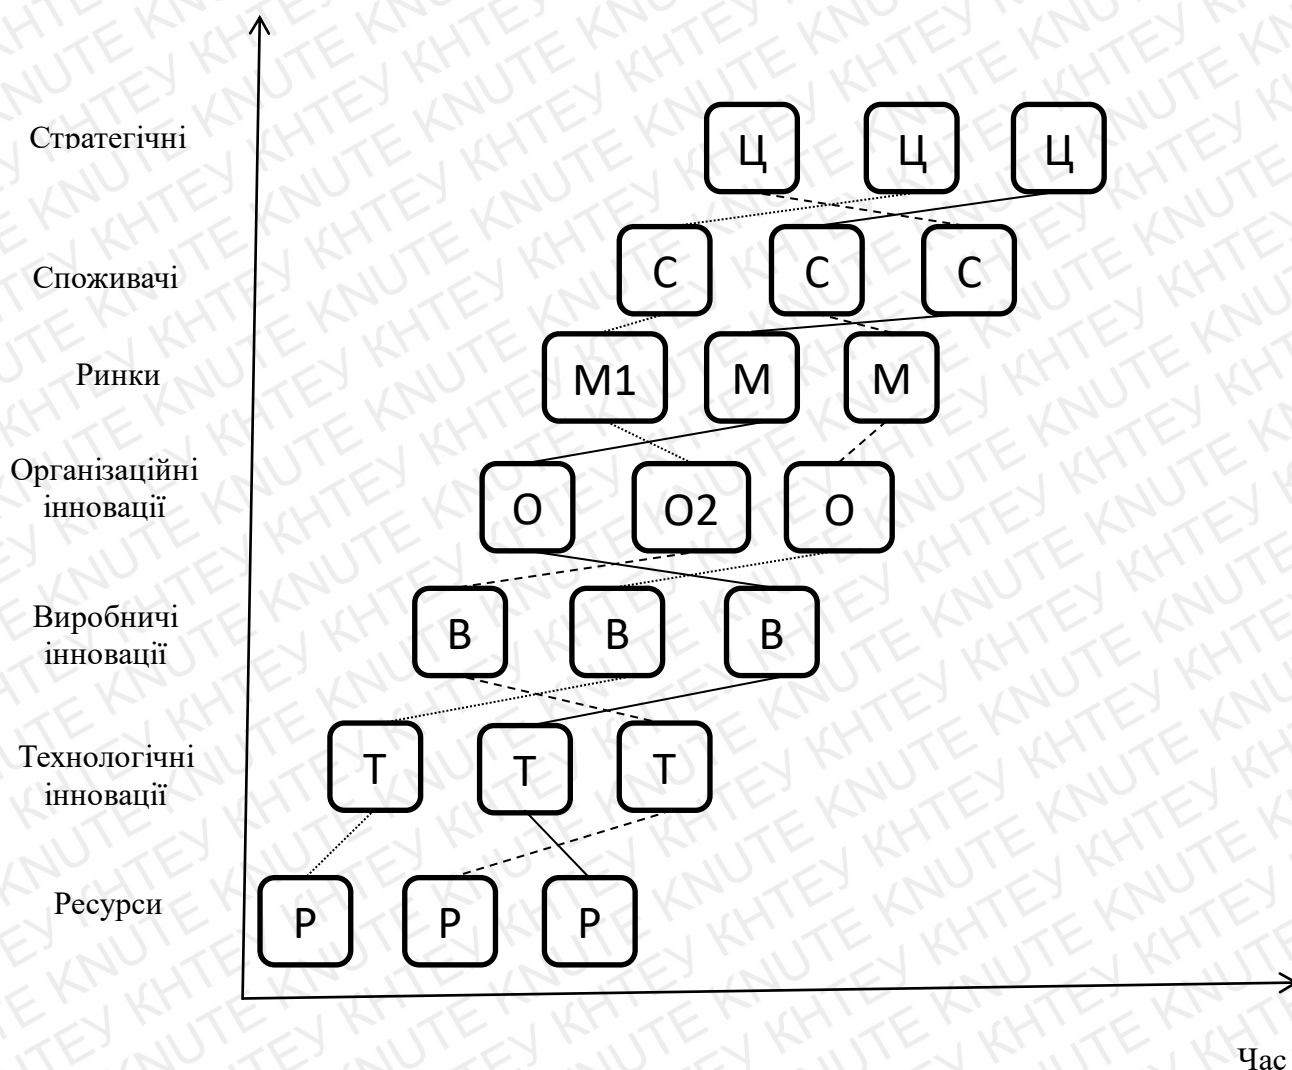 Стратегічні
Ц Ц Ц
Споживачі
С С С
Ринки
М1 М М
Організаційні
інновації
О О2 О
Виробничі
інновації
В В В
Технологічні
інновації
Т Т Т
Ресурси
Р Р Р
Час